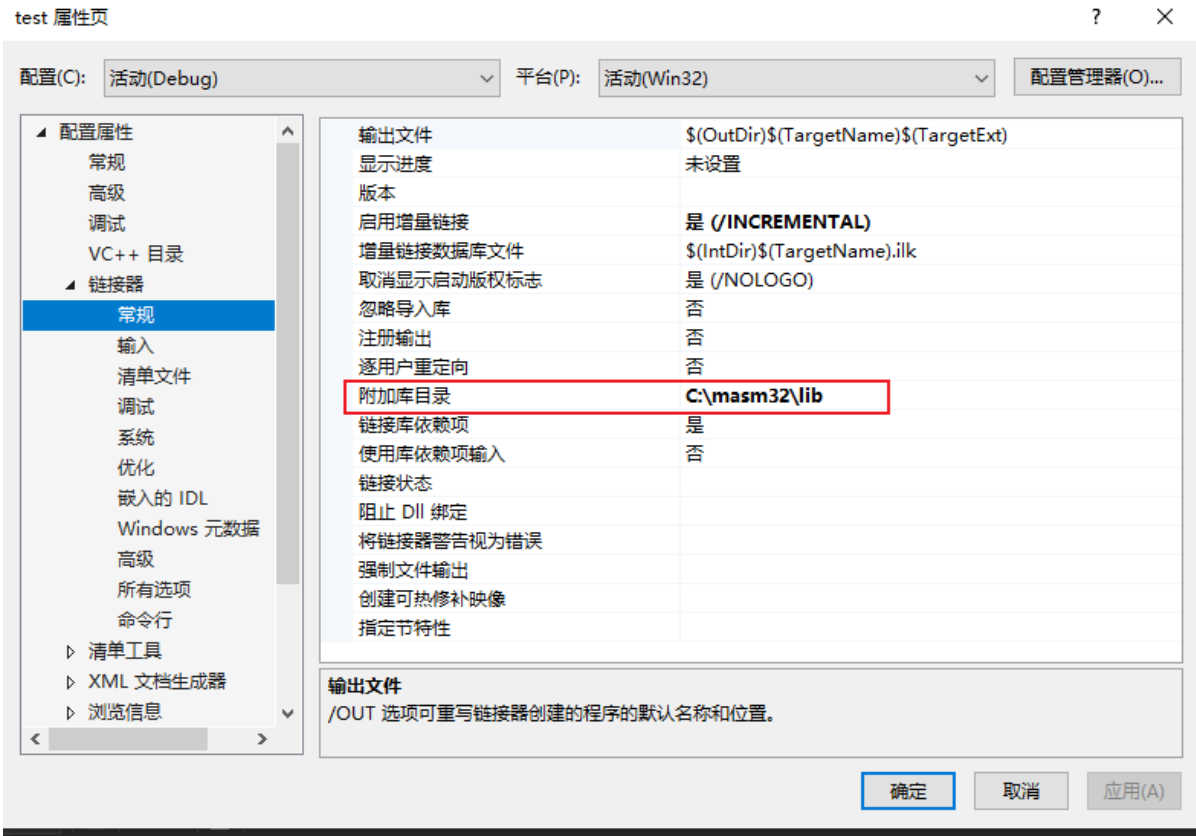 test 属性页
配置(C): 活动(Debug) 平台(P): 活动(Win32) 配置管理器(O)...
配置属性
常规
高级
调试
VC++ 目录
链接器
常规
输入
清单文件
调试
系统
优化
嵌入的 IDL
Windows 元数据
高级
所有选项
命令行
清单工具
XML 文档生成器
浏览信息
输出文件 $(OutDir)$(TargetName)$(TargetExt)
显示进度 未设置
版本
启用增量链接 是 (/INCREMENTAL)
增量链接数据库文件 $(IntDir)$(TargetName).ilk
取消显示启动版权标志 是 (/NOLOGO)
忽略导入库 否
注册输出 否
逐用户重定向 否
附加库目录 C:\masm32\lib
链接库依赖项 是
使用库依赖项输入 否
链接状态
阻止 Dll 绑定
将链接器警告视为错误
强制文件输出
创建可热修补映像
指定节特性
输出文件
/OUT 选项可重写链接器创建的程序的默认名称和位置。
确定 取消 应用(A)